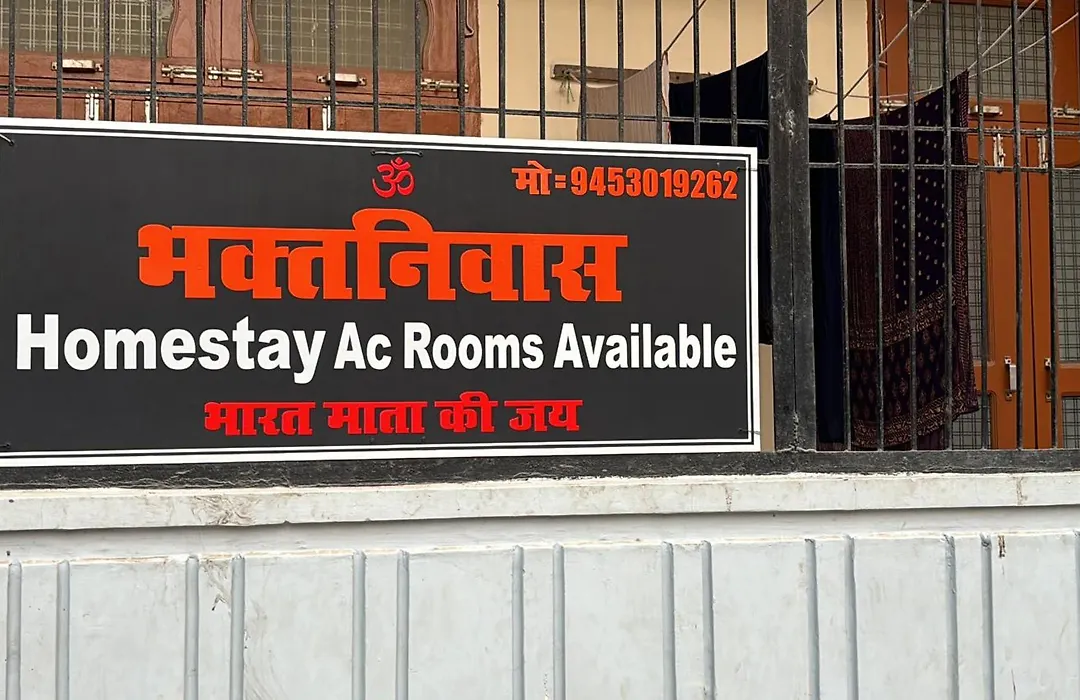 ॐ
मो=9453019262
भक्तनिवास
Homestay Ac Rooms Available
भारत माता की जय